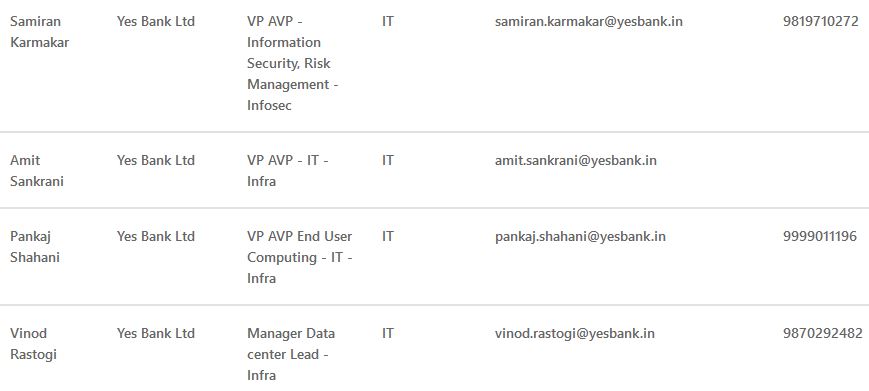 Samiran Karmakar Yes Bank Ltd VP AVP - Information Security, Risk Management - Infosec IT samiran.karmakar@yesbank.in 9819710272
Amit Sankrani Yes Bank Ltd VP AVP - IT - Infra IT amit.sankrani@yesbank.in
Pankaj Shahani Yes Bank Ltd VP AVP End User Computing - IT - Infra IT pankaj.shahani@yesbank.in 9999011196
Vinod Rastogi Yes Bank Ltd Manager Data center Lead - Infra IT vinod.rastogi@yesbank.in 9870292482